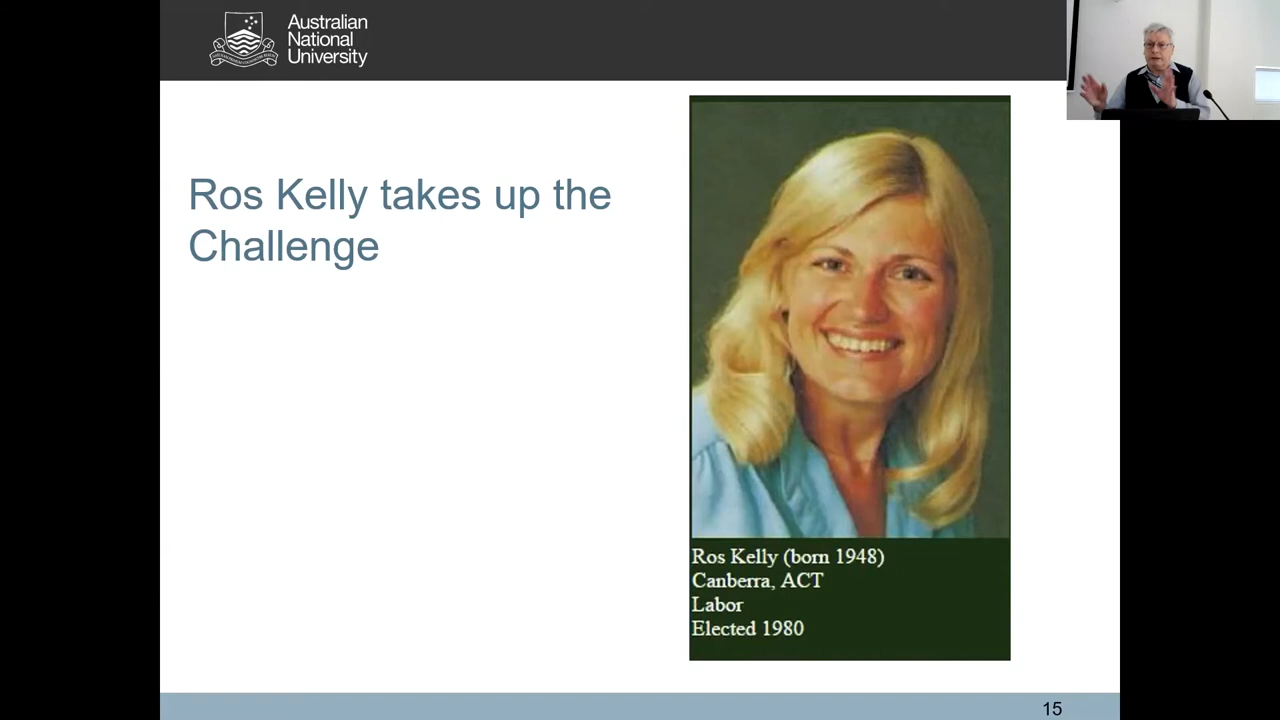 Australian
National
University
Ros Kelly takes up the
Challenge
Ros Kelly (born 1948)
Canberra, ACT
Labor
Elected 1980
15